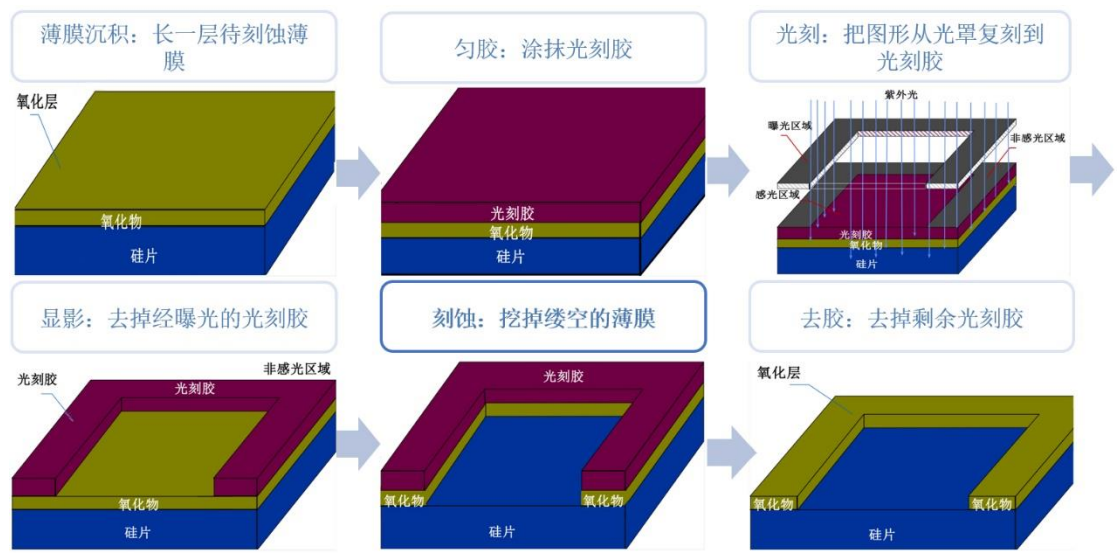 薄膜沉积：长一层待刻蚀薄
膜
氧化层
氧化物
硅片
匀胶：涂抹光刻胶
光刻胶
氧化物
硅片
光刻：把图形从光罩复刻到
光刻胶
紫外光
曝光区域
非感光区域
感光区域
光刻胶
氧化物
硅片
显影：去掉经曝光的光刻胶
光刻胶
非感光区域
光刻胶
氧化物
硅片
刻蚀：挖掉缕空的薄膜
光刻胶
氧化物
氧化物
硅片
去胶：去掉剩余光刻胶
氧化层
氧化物
氧化物
硅片